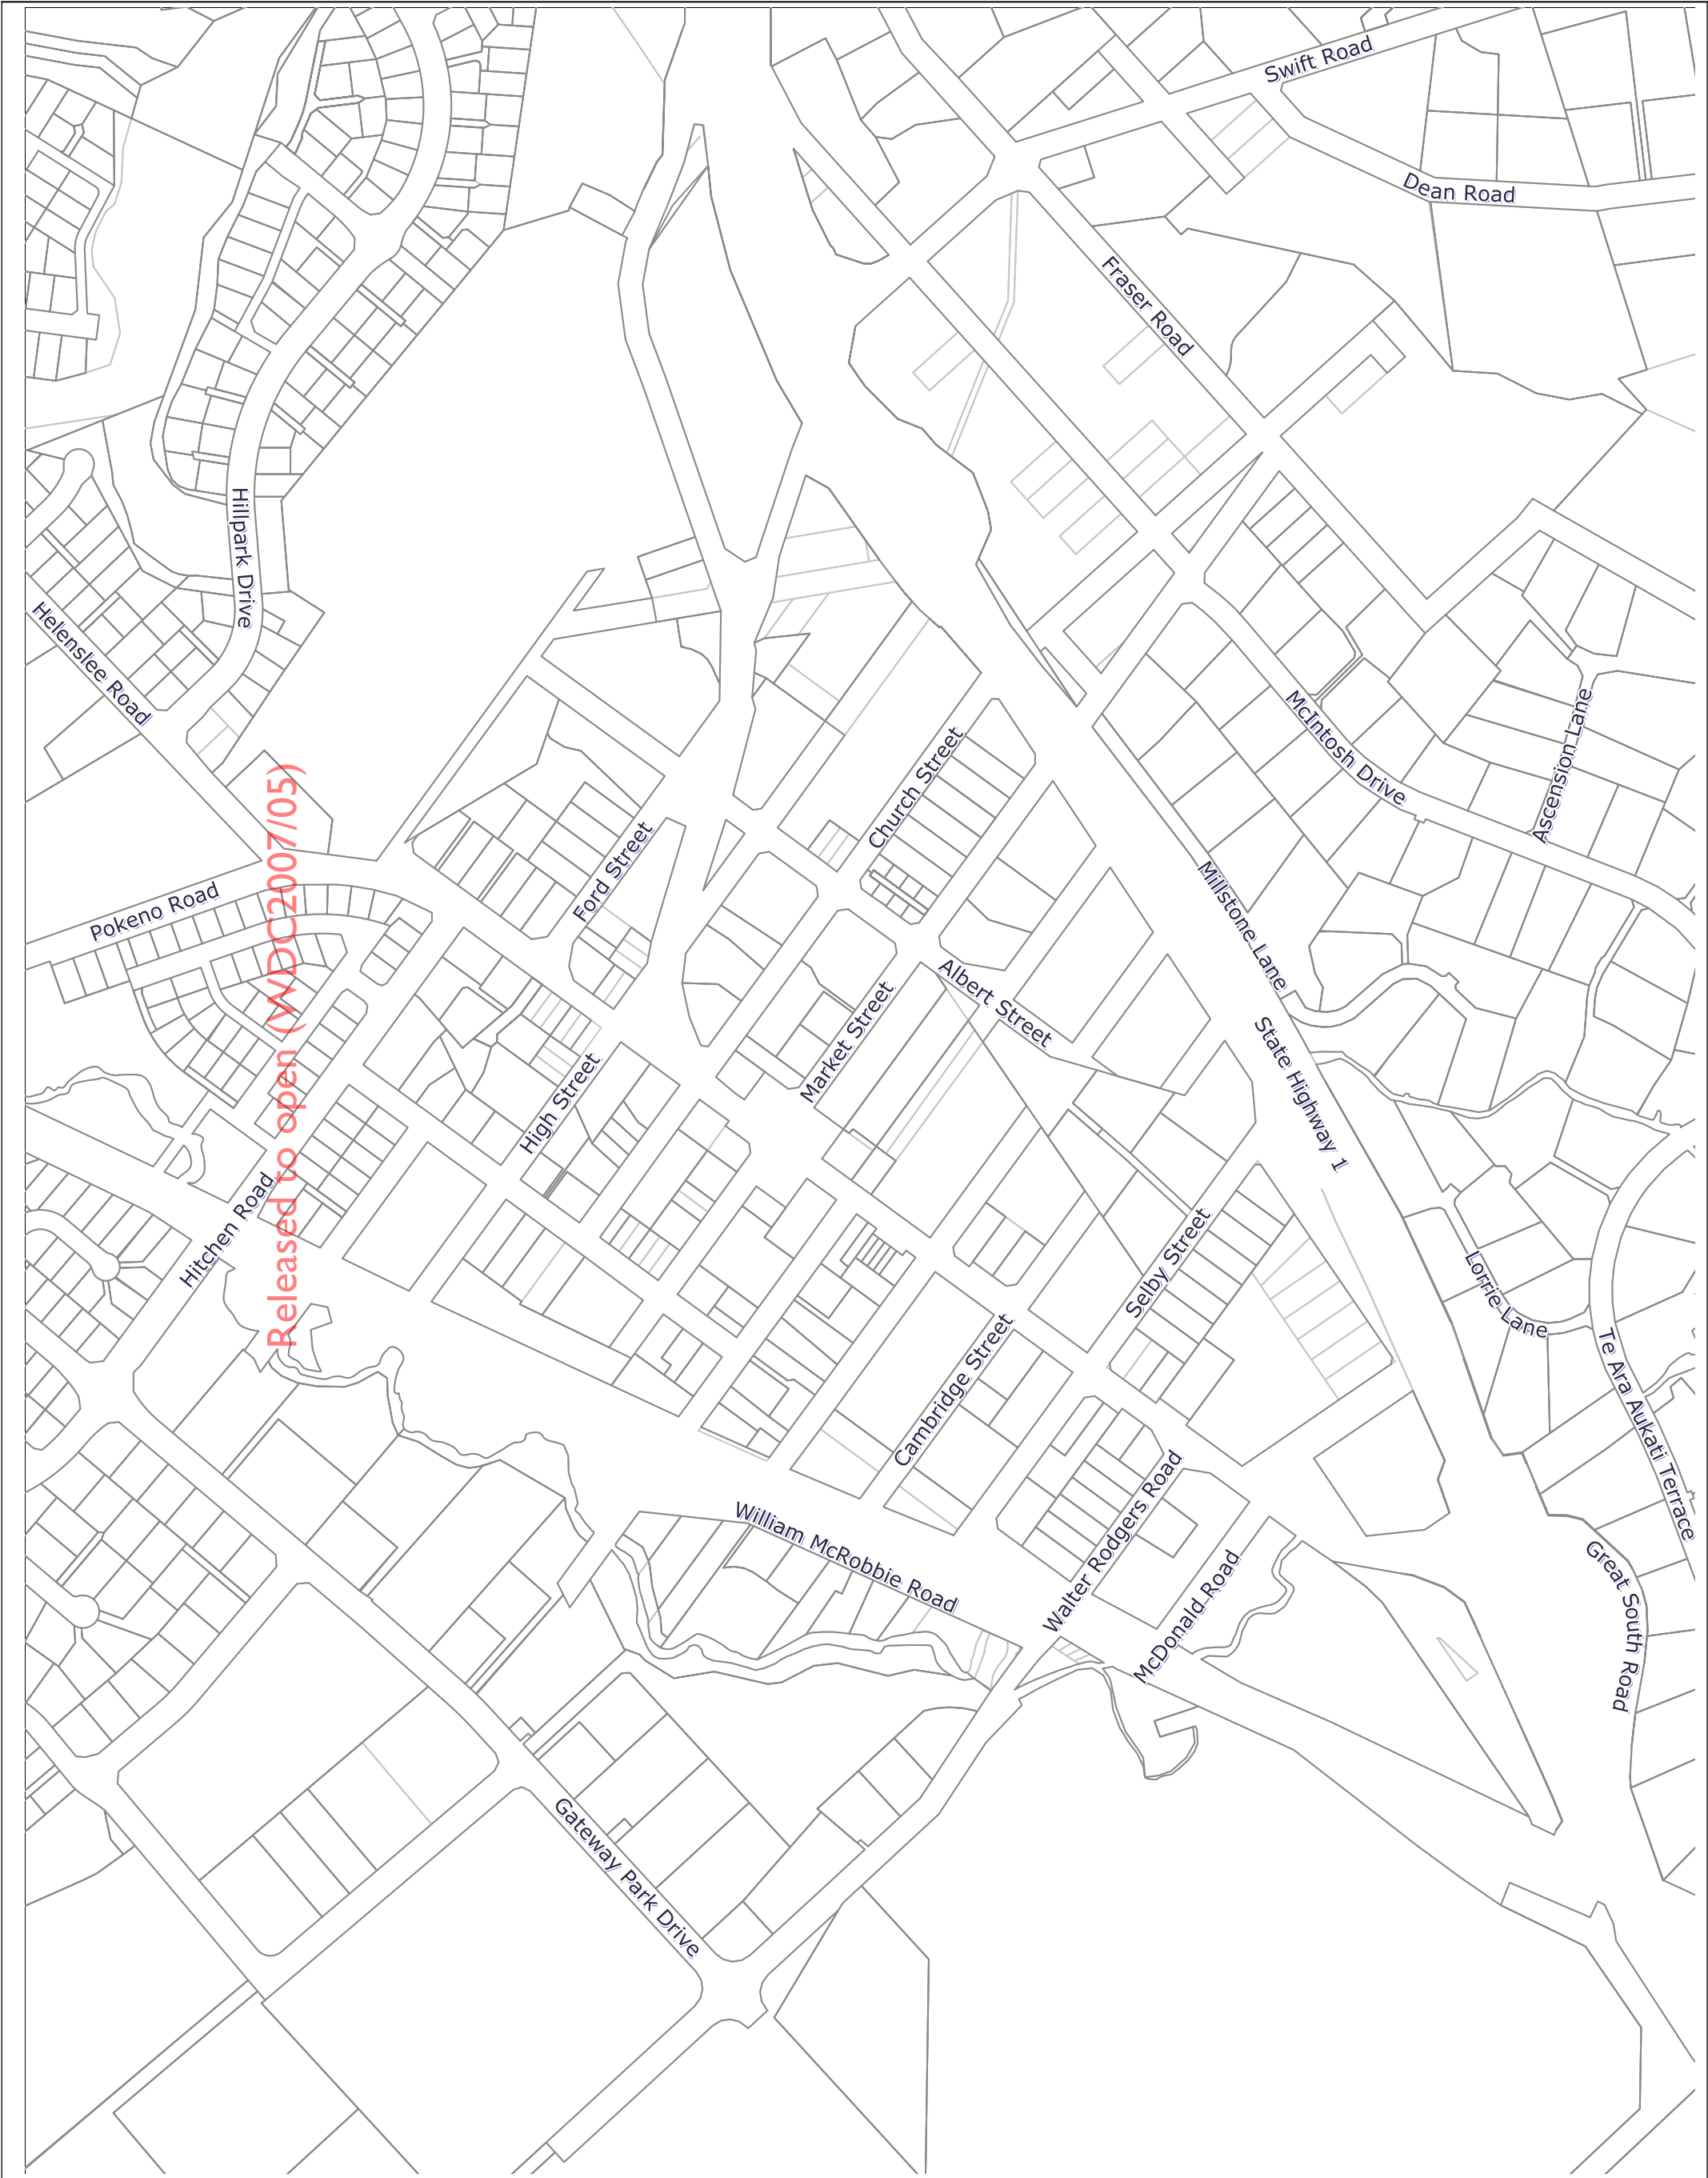 Swift Road
Dean Road
Fraser Road
Hillpark Drive
Helenslee Road
McIntosh Drive
Ascension Lane
Church Street
Released to open (WDC2007/05)
Ford Street
Pokeno Road
Millstone Lane
Albert Street
Market Street
State Highway 1
High Street
Hitchen Road
Selby Street
Lorrie Lane
Cambridge Street
Te Ara Aukati Terrace
William McRobbie Road
Walter Rodgers Road
McDonald Road
Great South Road
Gateway Park Drive